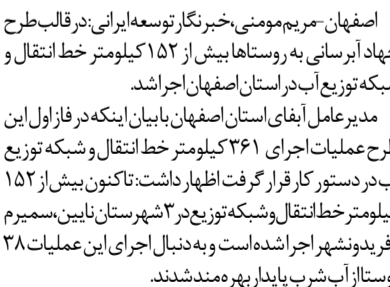 اصفهان-مریم مومنی،خبرنگار توسعه ایرانی: در قالب طرح
جهاد آبرسانی به روستاها بیش از ۱۵۲ کیلومتر خط انتقال و
شبکه توزیع آب در استان اصفهان اجرا شد.
مدیرعامل آبفای استان اصفهان با بیان اینکه در فاز اول این
طرح عملیات اجرای ۳۶۱ کیلومتر خط انتقال و شبکه توزیع
آب در دستور کار قرار گرفت اظهار داشت: تاکنون بیش از ۱۵۲
کیلومتر خط انتقال و شبکه توزیع در ۳ شهرستان نایین، سمیرم
فریدونشهر اجرا شده است و به دنبال اجرای این عملیات ۳۸
روستا از آب شرب پایدار بهره مند شدند.